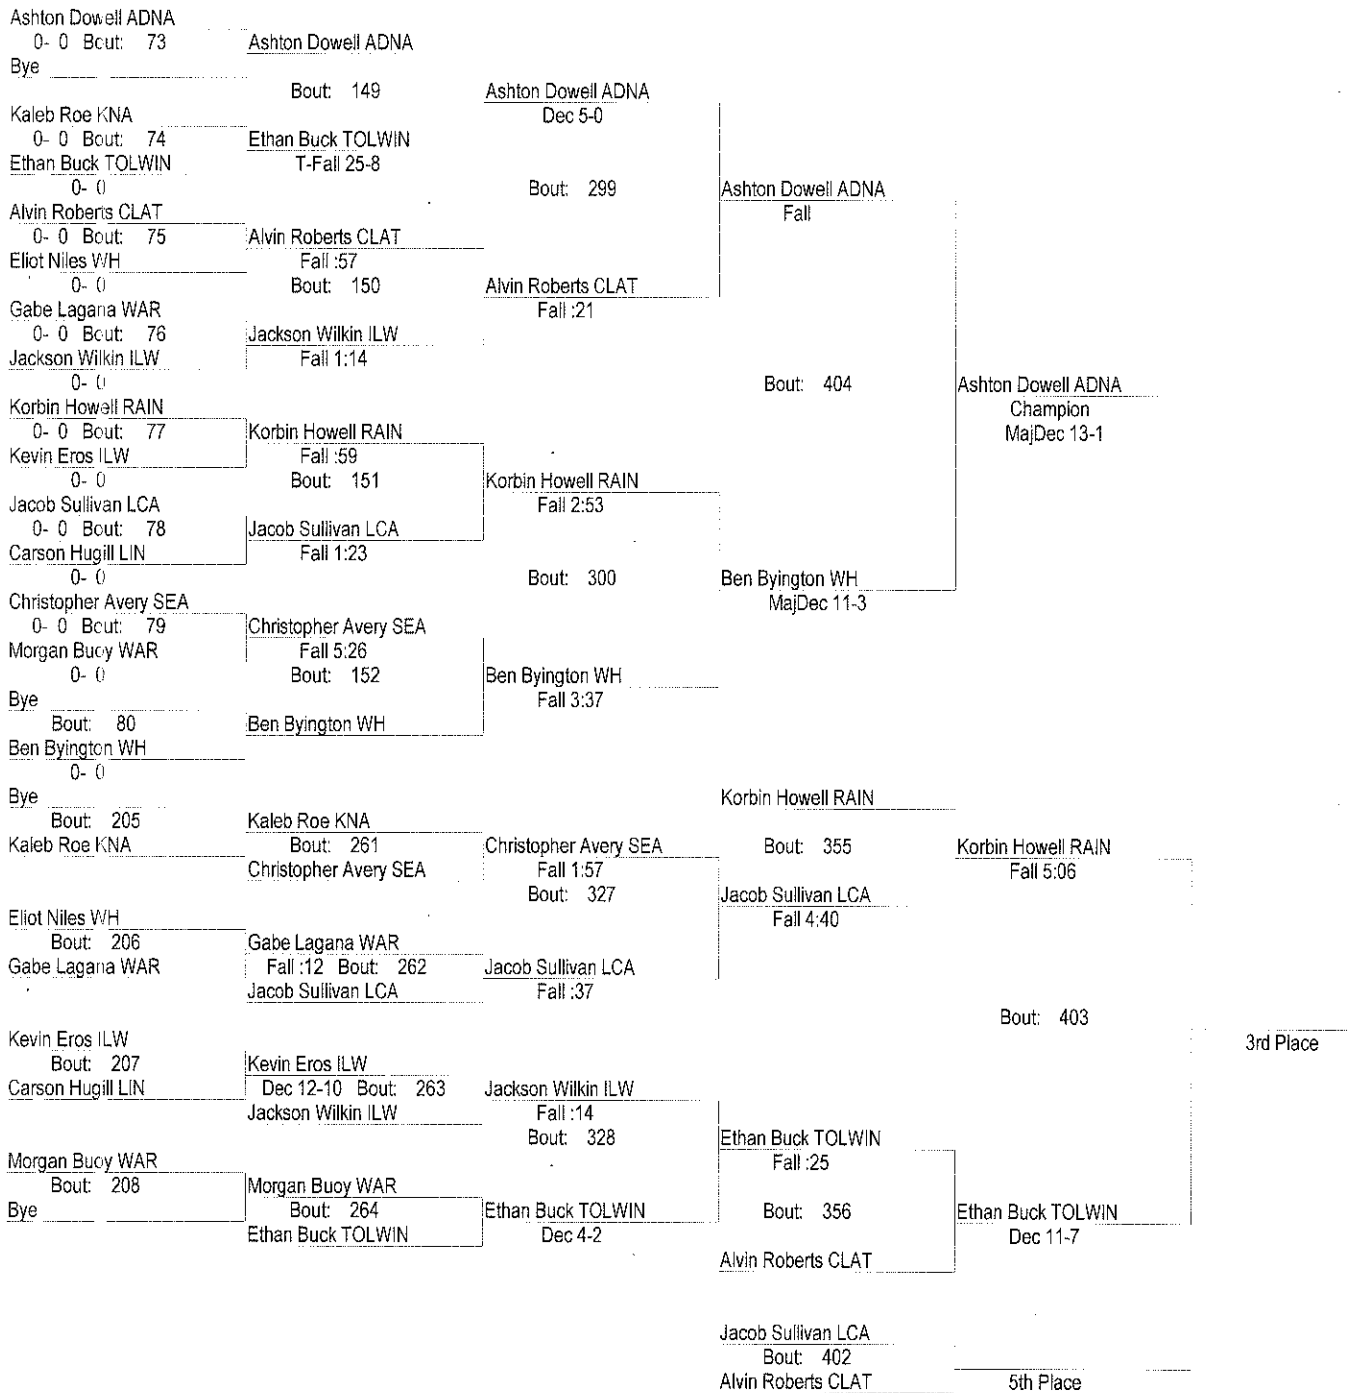 Ashton Dowell ADNA
0- 0 Bout: 73 Ashton Dowell ADNA
Bye
Bout: 149 Ashton Dowell ADNA
Kaleb Roe KNA Dec 5-0
0- 0 Bout: 74 Ethan Buck TOLWIN
Ethan Buck TOLWIN T-Fall 25-8
0- 0 Bout: 299 Ashton Dowell ADNA
Alvin Roberts CLAT Fall
0- 0 Bout: 75 Alvin Roberts CLAT
Eliot Niles WH Fall :57
0- 0 Bout: 150 Alvin Roberts CLAT
Gabe Lagana WAR Fall :21
0- 0 Bout: 76 Jackson Wilkin ILW
Jackson Wilkin ILW Fall 1:14
0- 0 Bout: 404 Ashton Dowell ADNA
Korbin Howell RAIN Champion
0- 0 Bout: 77 Korbin Howell RAIN MajDec 13-1
Kevin Eros ILW Fall :59
0- 0 Bout: 151 Korbin Howell RAIN
Jacob Sullivan LCA Fall 2:53
0- 0 Bout: 78 Jacob Sullivan LCA
Carson Hugill LIN Fall 1:23
0- 0 Bout: 300 Ben Byington WH
Christopher Avery SEA MajDec 11-3
0- 0 Bout: 79 Christopher Avery SEA
Morgan Buoy WAR Fall 5:26
0- 0 Bout: 152 Ben Byington WH
Bye Fall 3:37
Bout: 80 Ben Byington WH
Ben Byington WH
0- 0
Bye Korbin Howell RAIN
Bout: 205 Kaleb Roe KNA
Kaleb Roe KNA Bout: 261 Christopher Avery SEA Bout: 355 Korbin Howell RAIN
Christopher Avery SEA Fall 1:57 Fall 5:06
Bout: 327 Jacob Sullivan LCA
Eliot Niles WH Fall 4:40
Bout: 206 Gabe Lagana WAR
Gabe Lagana WAR Fall :12 Bout: 262 Jacob Sullivan LCA
Jacob Sullivan LCA Fall :37
Bout: 403
Kevin Eros ILW 3rd Place
Bout: 207 Kevin Eros ILW
Carson Hugill LIN Dec 12-10 Bout: 263 Jackson Wilkin ILW
Jackson Wilkin ILW Fall :14
Bout: 328 Ethan Buck TOLWIN
Morgan Buoy WAR Fall :25
Bout: 208 Morgan Buoy WAR
Bye Bout: 264 Ethan Buck TOLWIN Bout: 356 Ethan Buck TOLWIN
Ethan Buck TOLWIN Dec 4-2 Dec 11-7
Alvin Roberts CLAT
Jacob Sullivan LCA
Bout: 402
Alvin Roberts CLAT 5th Place